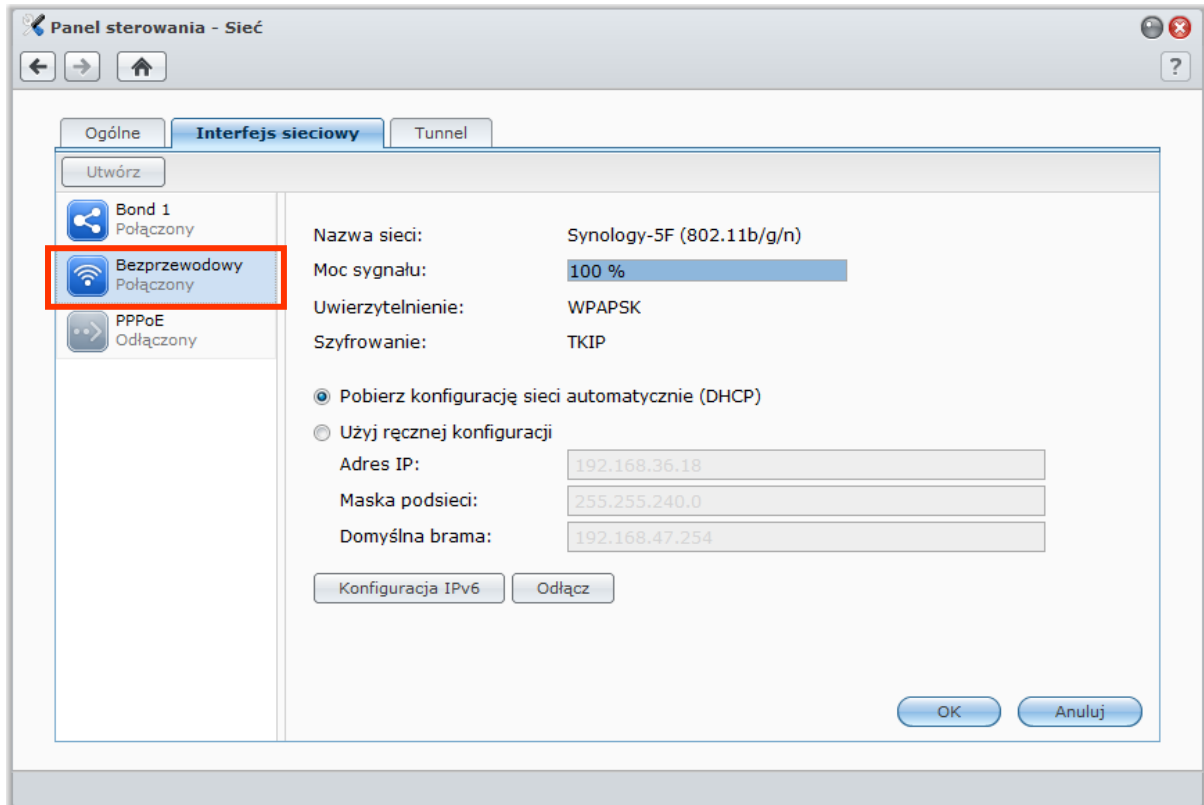 Panel sterowania - Sieć
?
Ogólne Interfejs sieciowy Tunnel
Utwórz
Bond 1
Połączony
Bezprzewodowy
Połączony
PPPoE
Odłączony
Nazwa sieci: Synology-5F (802.11b/g/n)
Moc sygnału: 100 %
Uwierzytelnienie: WPAPSK
Szyfrowanie: TKIP
Pobierz konfigurację sieci automatycznie (DHCP)
Użyj ręcznej konfiguracji
Adres IP: 192.168.36.18
Maska podsieci: 255.255.240.0
Domyślna brama: 192.168.47.254
Konfiguracja IPv6 Odłącz
OK Anuluj